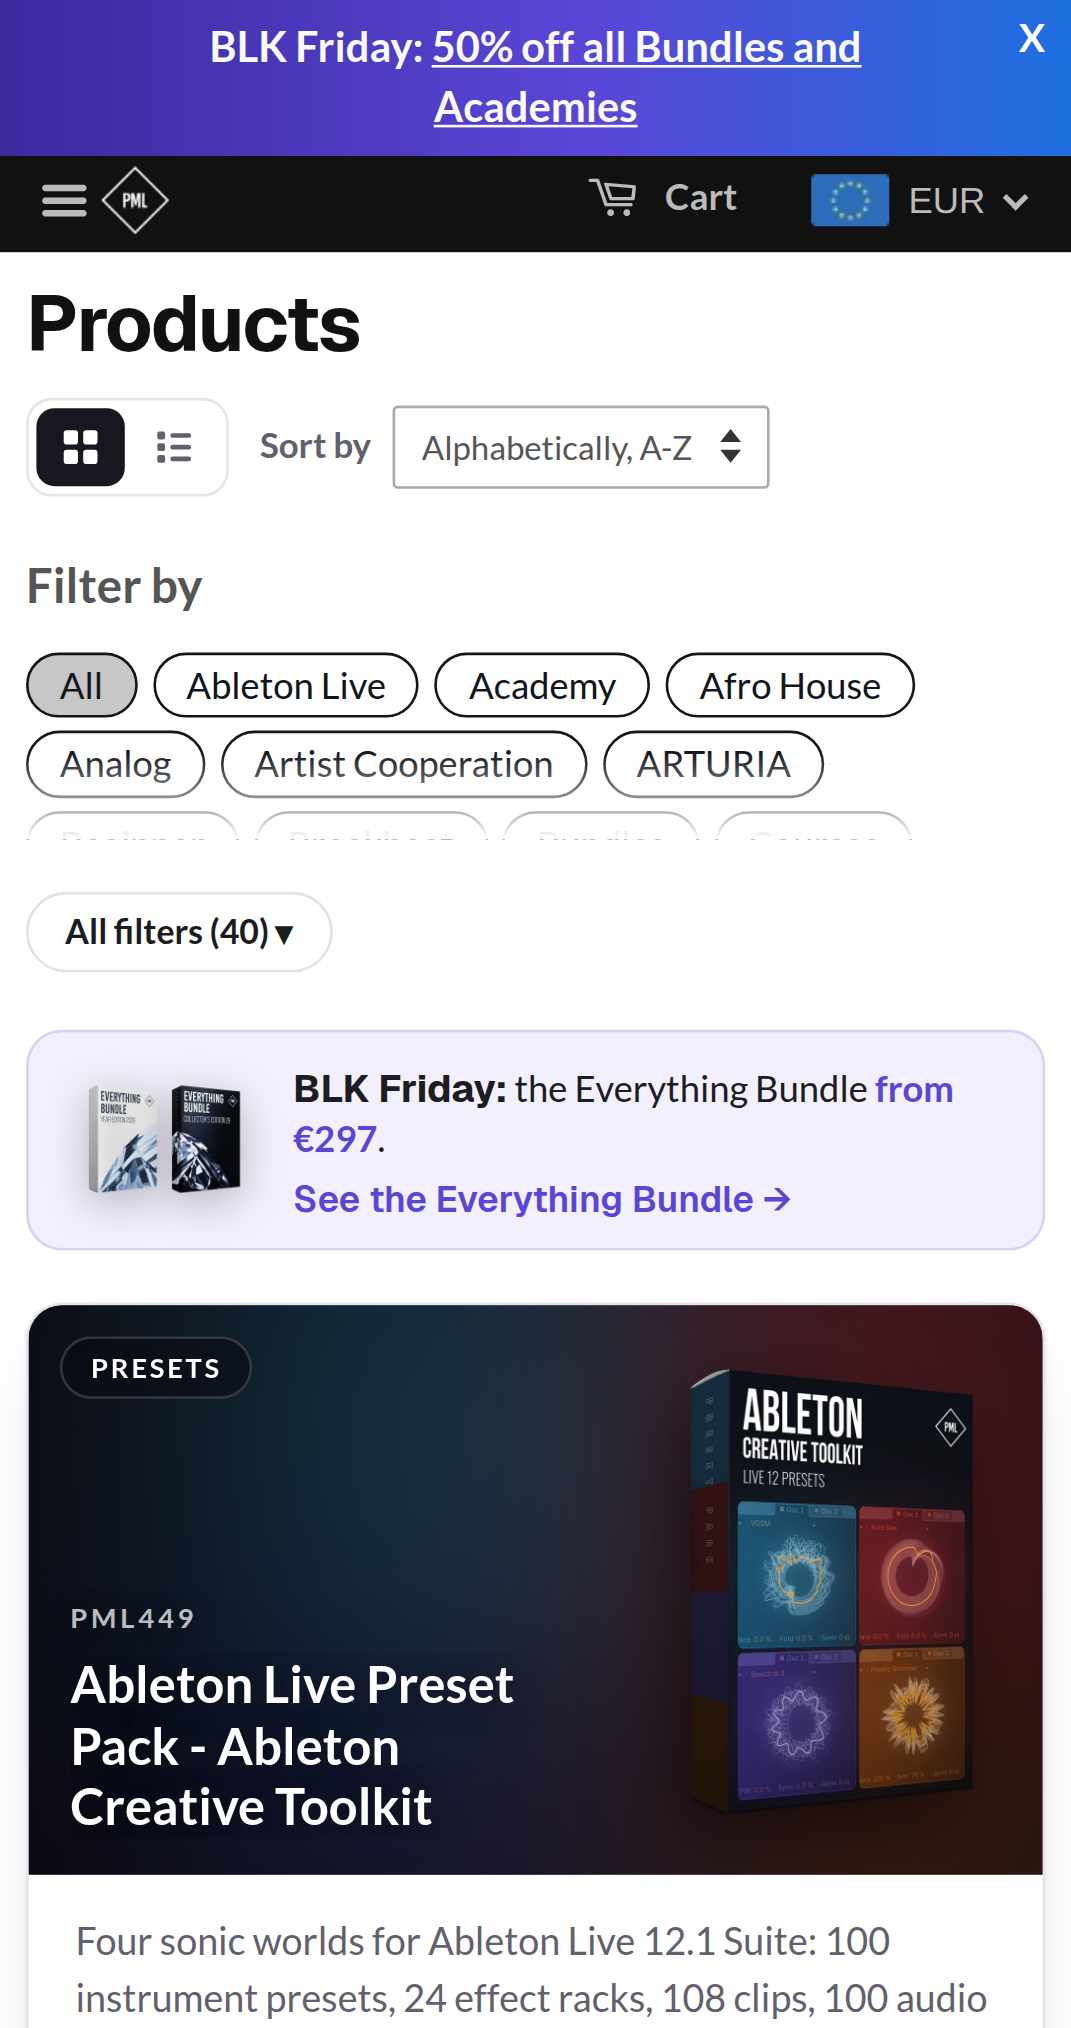 BLK Friday: 50% off all Bundles and
Academies
X
PML
Cart
EUR
Products
Sort by
Alphabetically, A-Z
Filter by
All
Ableton Live
Academy
Afro House
Analog
Artist Cooperation
ARTURIA
All filters (40) ▾
EVERYTHING
BUNDLE
EVERYTHING
BUNDLE
BLK Friday: the Everything Bundle from
€297.
See the Everything Bundle →
PRESETS
ABLETON
CREATIVE TOOLKIT
LIVE 12 PRESETS
PML
PML449
Ableton Live Preset
Pack - Ableton
Creative Toolkit
Four sonic worlds for Ableton Live 12.1 Suite: 100
instrument presets, 24 effect racks, 108 clips, 100 audio